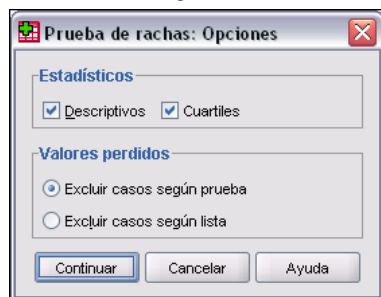 Prueba de rachas: Opciones
Estadísticos
Descriptivos Cuartiles
Valores perdidos
Excluir casos según prueba
Excluir casos según lista
Continuar Cancelar Ayuda